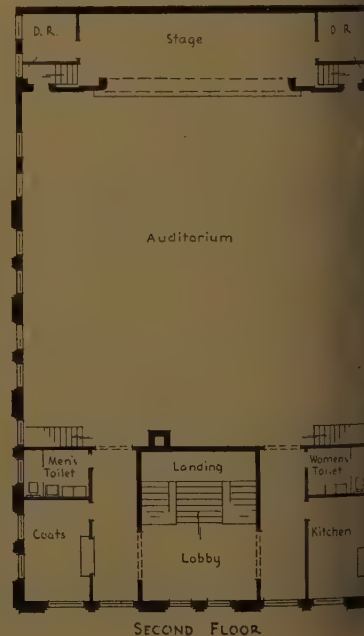 D. R.
Stage
D R
Auditorium
Men's
Toilet
Landing
Women's
Toilet
Coats
Lobby
Kitchen
SECOND FLOOR